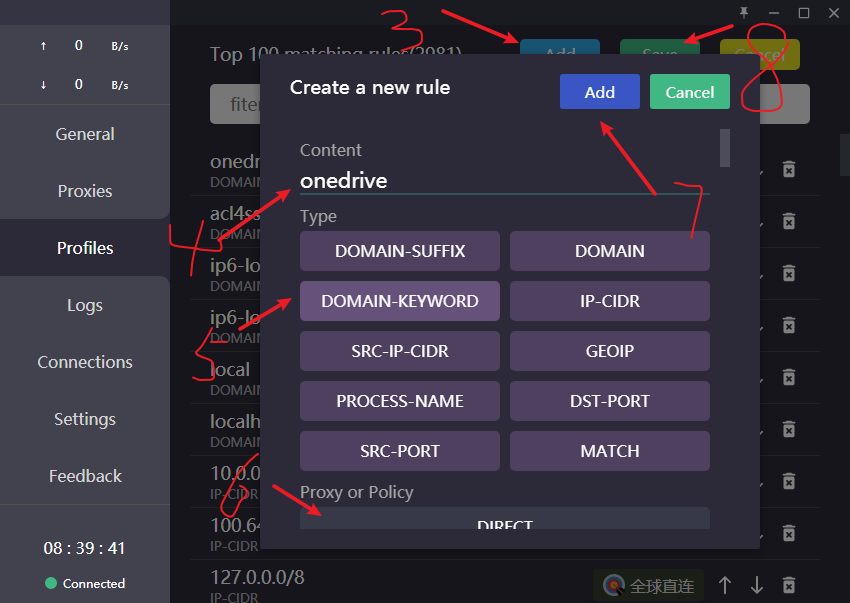 ↑ 0 B/s
↓ 0 B/s
General
Proxies
Profiles
Logs
Connections
Settings
Feedback
08 : 39 : 41
Connected
3
8
Top 100 matching rules(2981)
Add
Save
Cancel
Create a new rule
Add
Cancel
7
Content
onedrive
4
Type
DOMAIN-SUFFIX
DOMAIN
DOMAIN-KEYWORD
IP-CIDR
5
SRC-IP-CIDR
GEOIP
PROCESS-NAME
DST-PORT
SRC-PORT
MATCH
6
Proxy or Policy
DIRECT
DOMAIN
DOMAIN
ip6-lo
DOMAIN
ip6-lo
DOMAIN
local
DOMAIN
localh
DOMAIN
10.0.0
IP-CIDR
100.64
IP-CIDR
127.0.0.0/8
IP-CIDR
全球直连